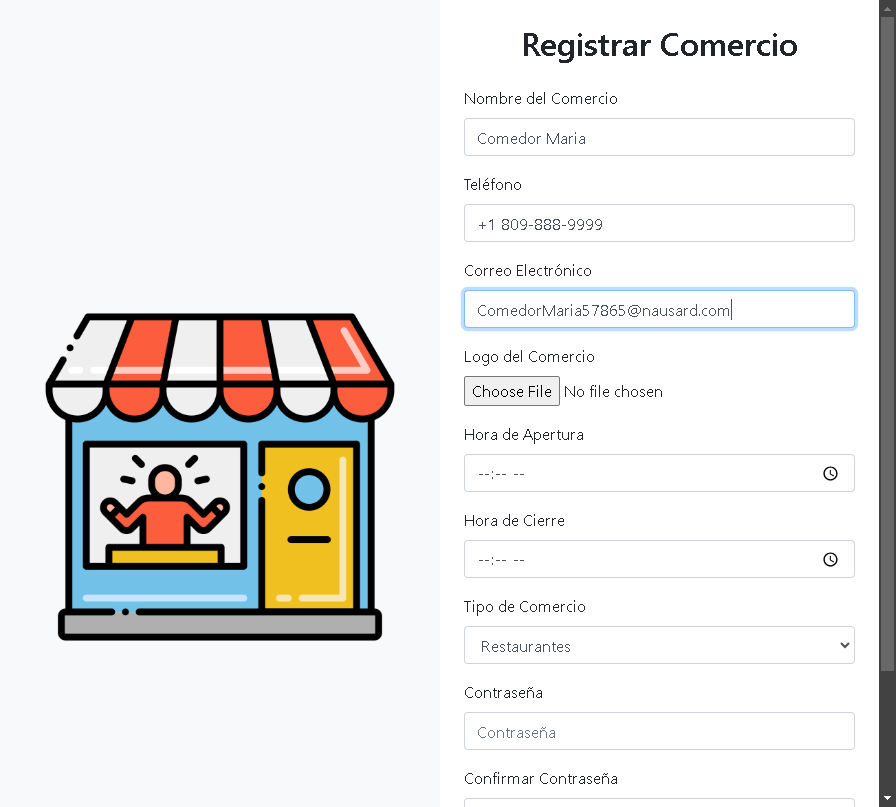 Registrar Comercio
Nombre del Comercio
Comedor Maria
Teléfono
+1 809-888-9999
Correo Electrónico
ComedorMaria57865@nausard.com
Logo del Comercio
Choose File No file chosen
Hora de Apertura
--:-- --
Hora de Cierre
--:-- --
Tipo de Comercio
Restaurantes
Contraseña
Contraseña
Confirmar Contraseña